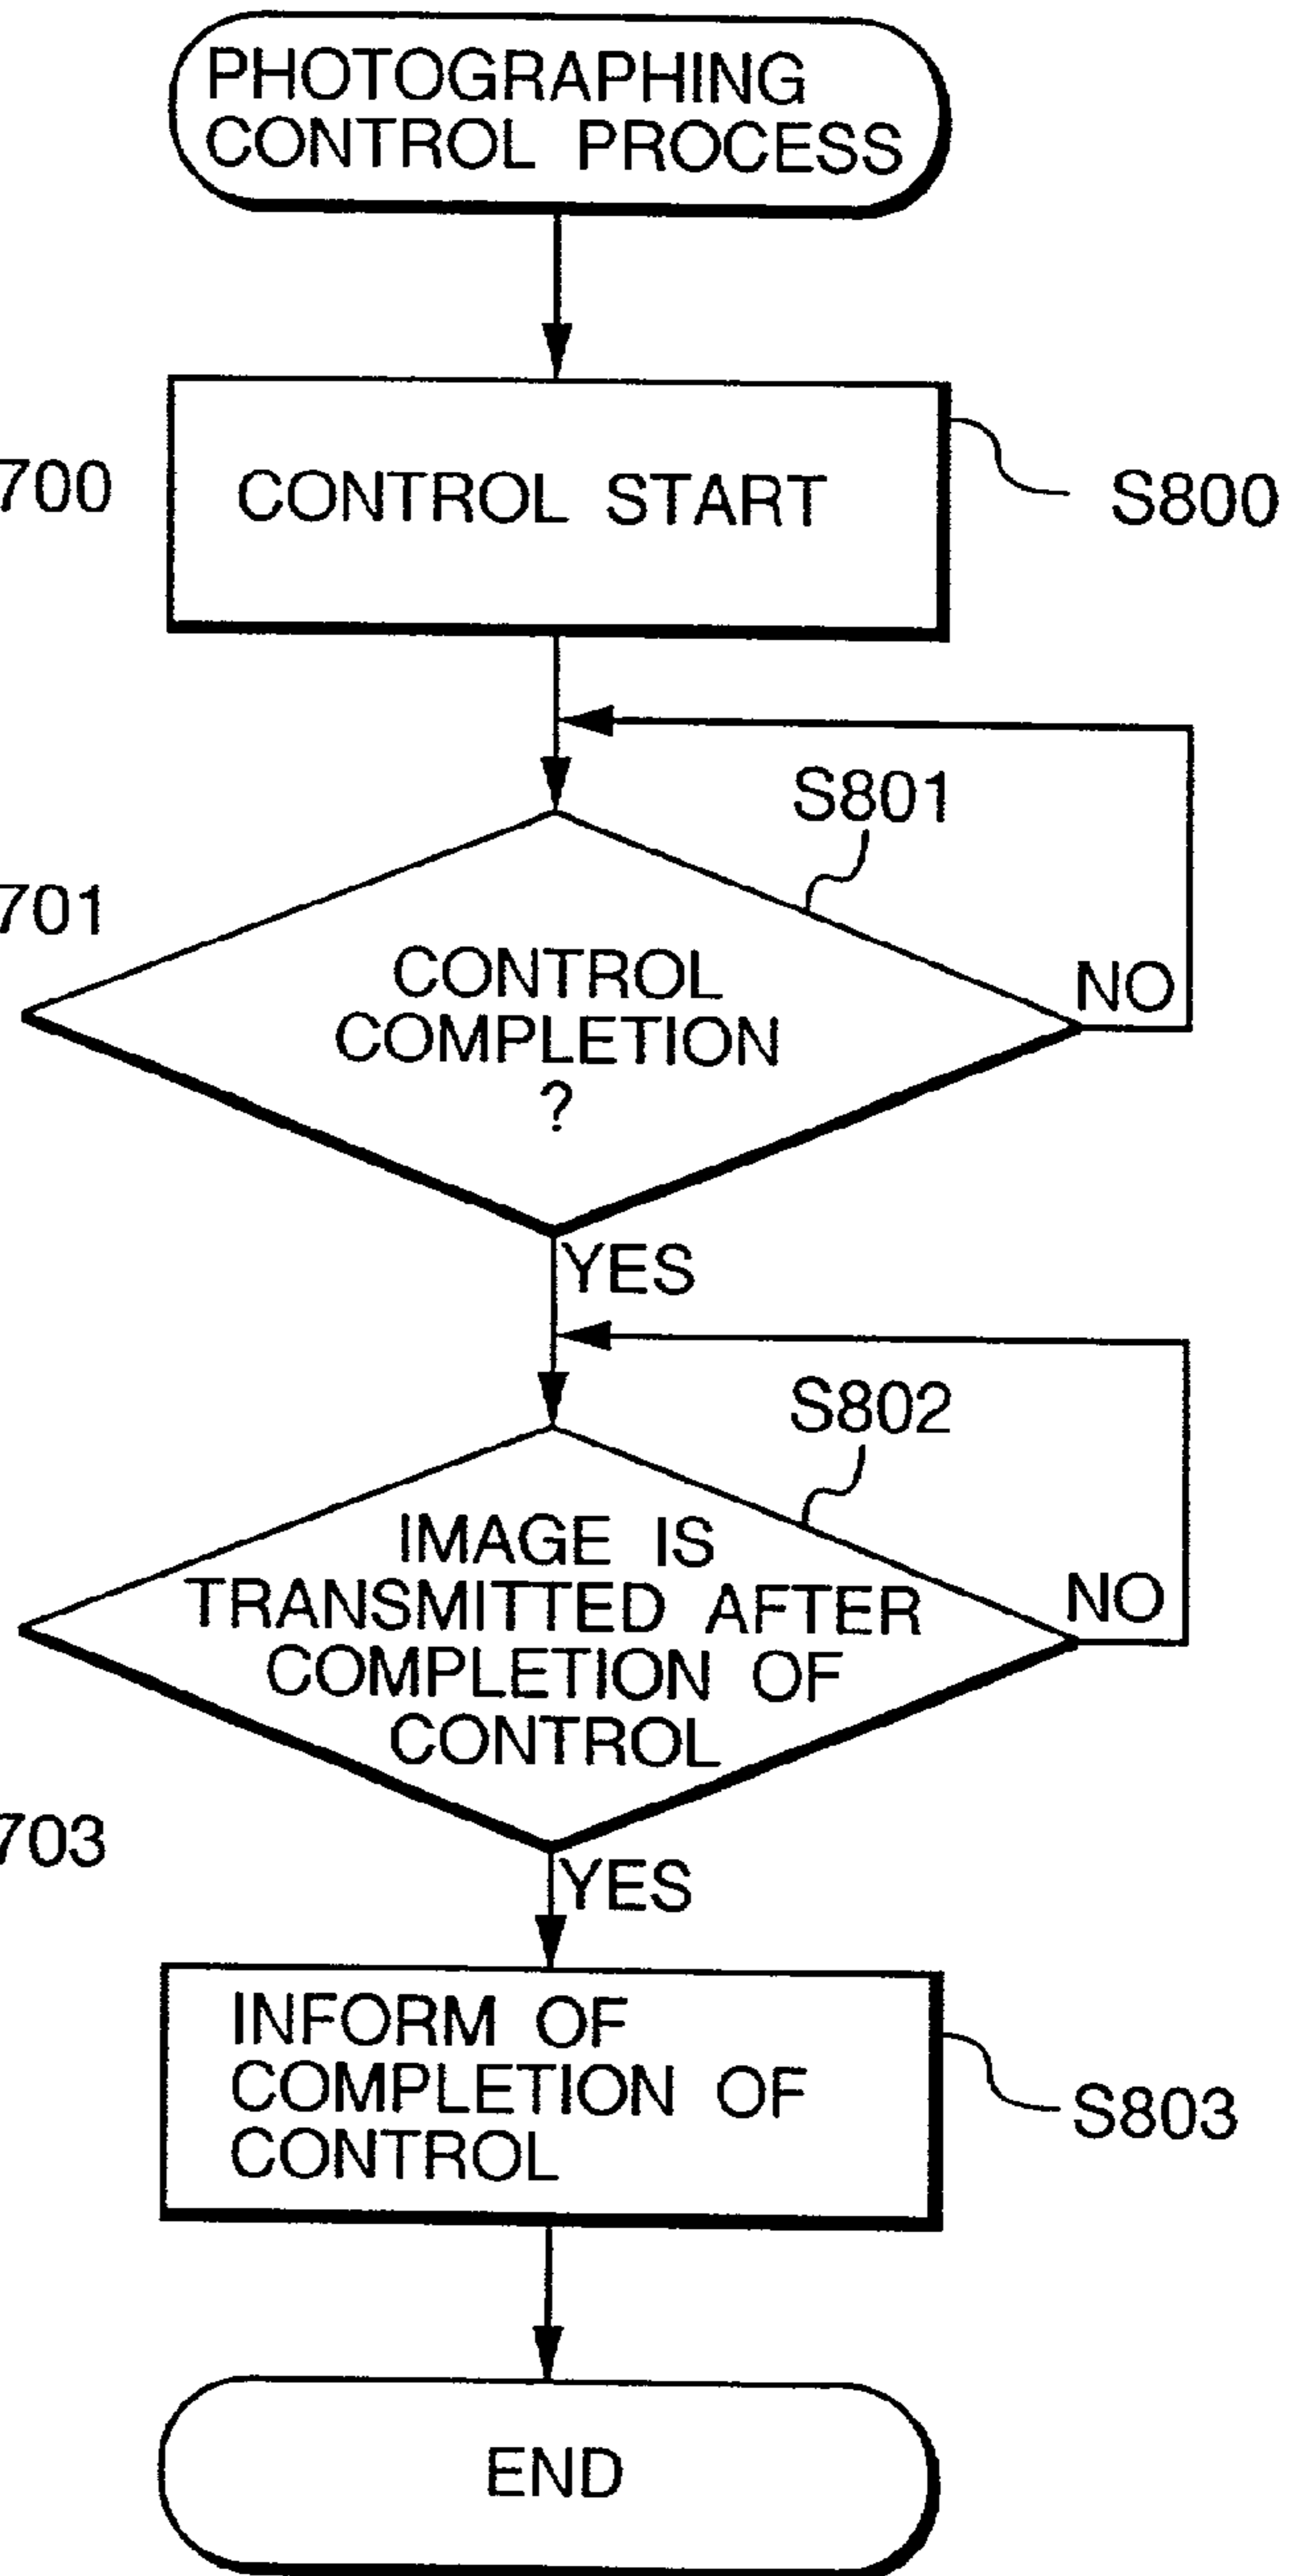 PHOTOGRAPHING
CONTROL PROCESS
700
CONTROL START
S800
S801
701
CONTROL
COMPLETION
?
NO
YES
S802
IMAGE IS
TRANSMITTED AFTER
COMPLETION OF
CONTROL
NO
703
YES
INFORM OF
COMPLETION OF
CONTROL
S803
END